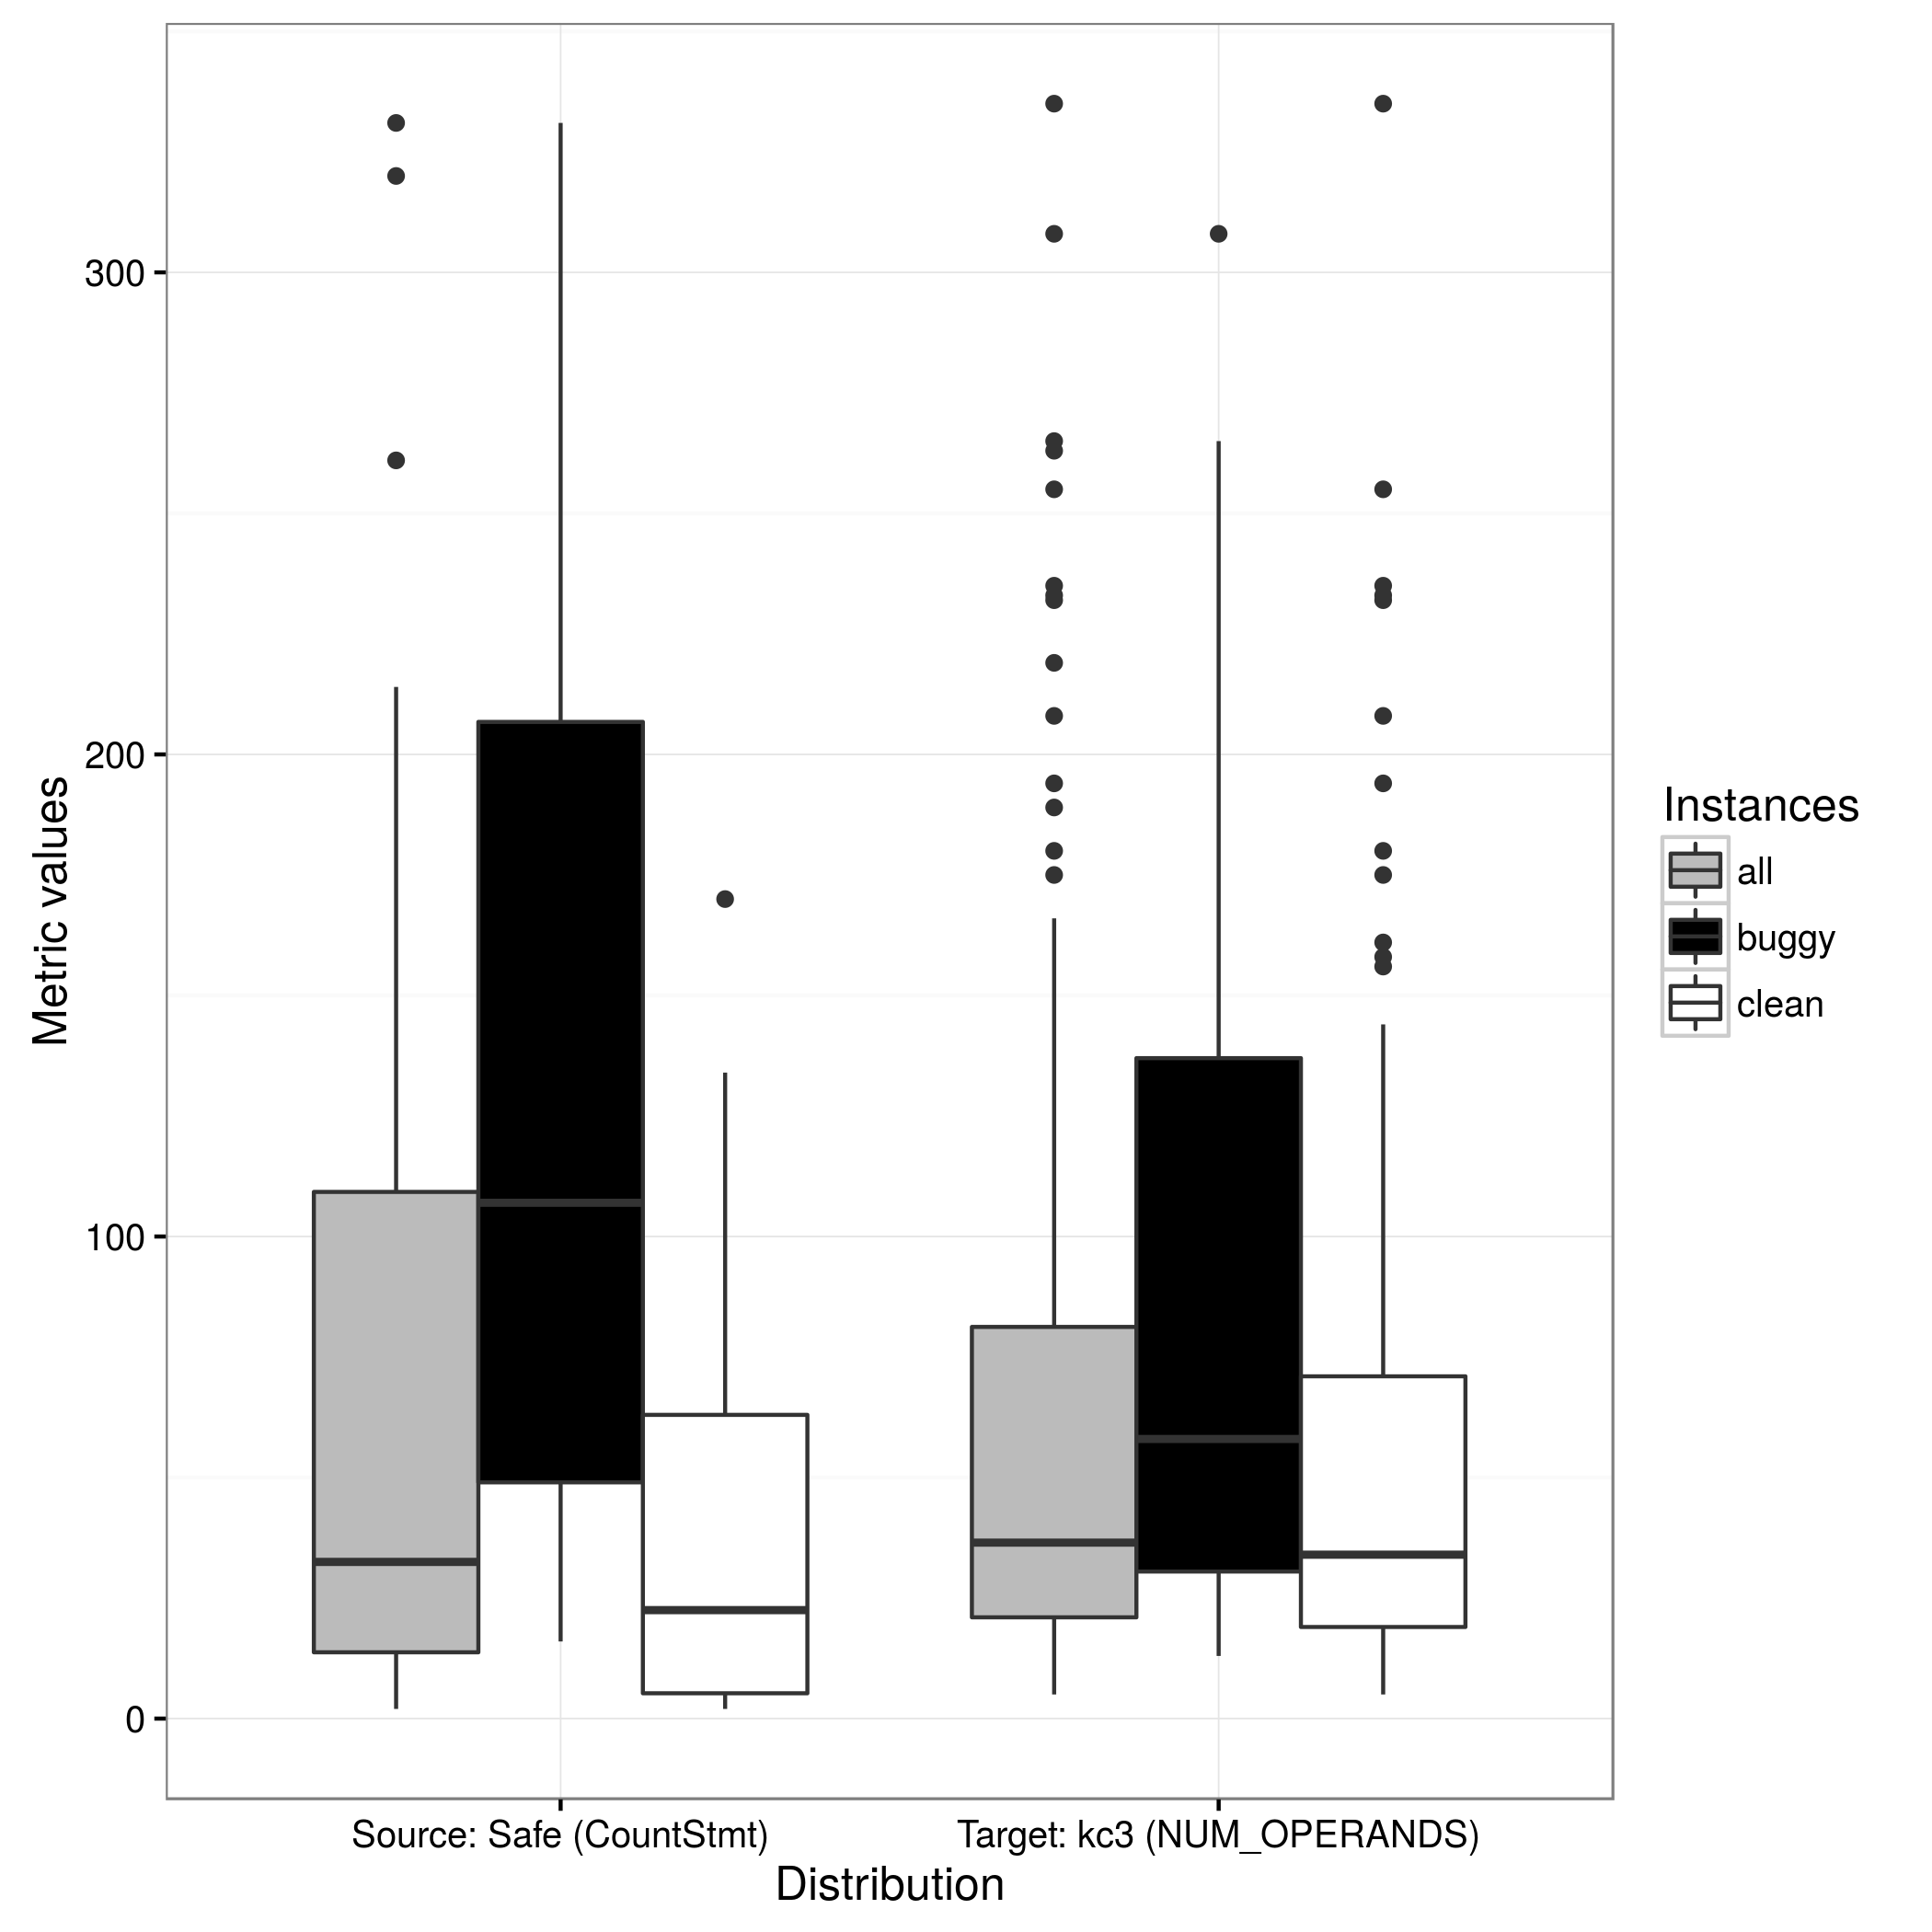 Metric values
300
200
100
0
Source: Safe (CountStmt)
Target: kc3 (NUM_OPERANDS)
Distribution
Instances
all
buggy
clean